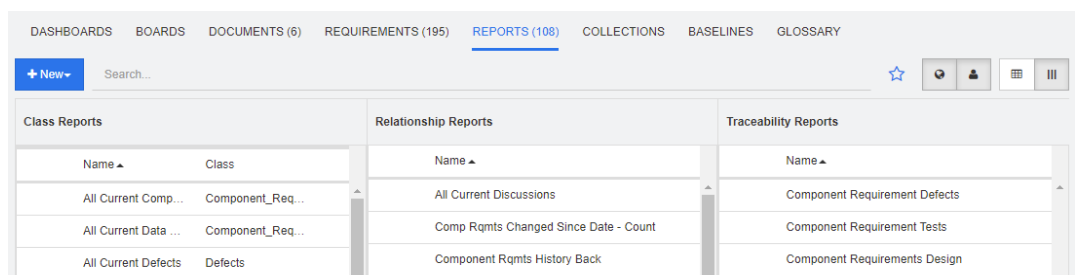 DASHBOARDS BOARDS DOCUMENTS (6) REQUIREMENTS (195) REPORTS (108) COLLECTIONS BASELINES GLOSSARY
+ New Search...
Class Reports Relationship Reports Traceability Reports
Name Class Name Name
All Current Comp... Component_Req... All Current Discussions Component Requirement Defects
All Current Data ... Component_Req... Comp Rqmts Changed Since Date - Count Component Requirement Tests
All Current Defects Defects Component Rqmts History Back Component Requirements Design